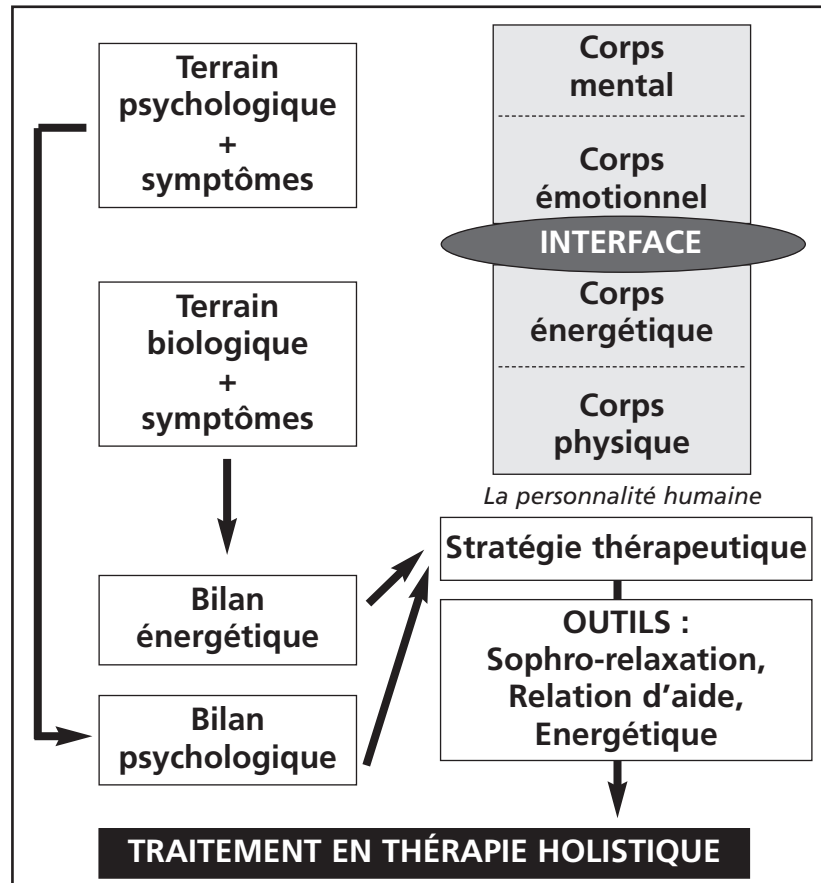 Terrain
psychologique
+
symptômes
Terrain
biologique
+
symptômes
Bilan
énergétique
Bilan
psychologique
Corps
mental
Corps
émotionnel
INTERFACE
Corps
énergétique
Corps
physique
La personnalité humaine
Stratégie thérapeutique
OUTILS :
Sophro-relaxation,
Relation d’aide,
Energétique
TRAITEMENT EN THÉRAPIE HOLISTIQUE